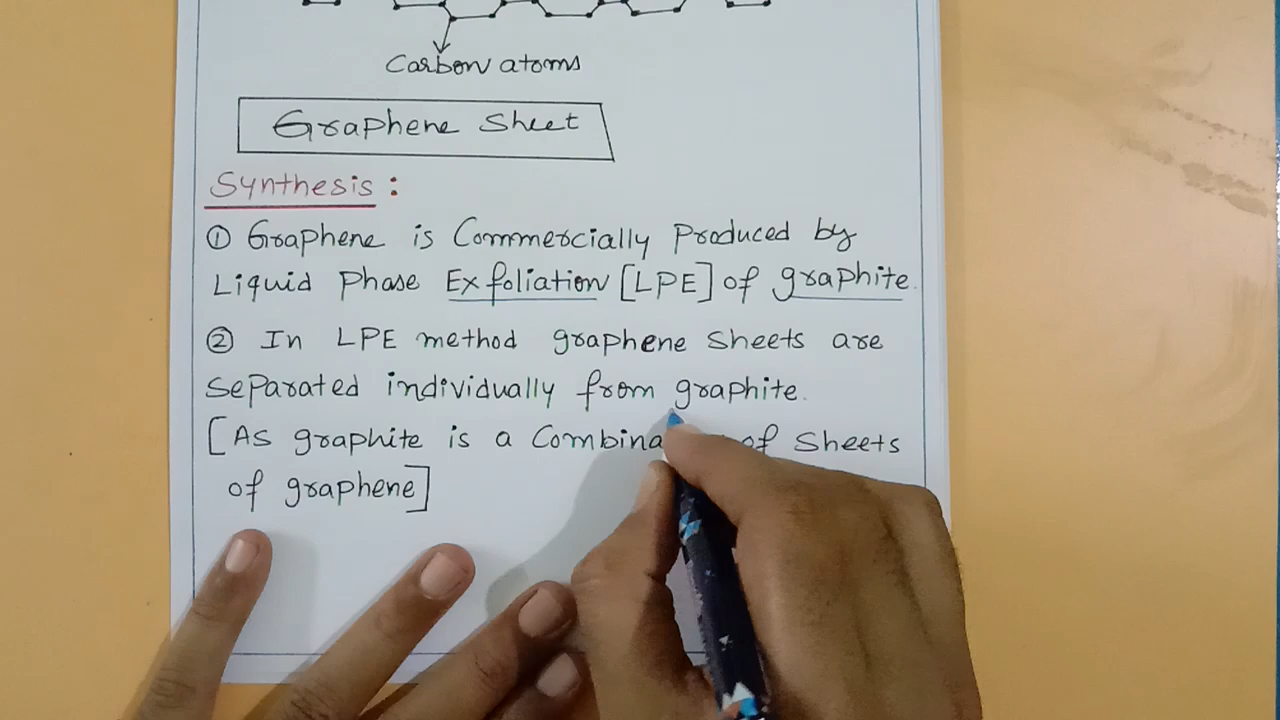 Carbon atoms
Graphene Sheet
Synthesis :
① Graphene is Commercially Produced by
Liquid Phase Exfoliation [LPE] of graphite.
② In LPE method graphene Sheets are
Separated individually from graphite.
[As graphite is a of Sheets
of graphene]